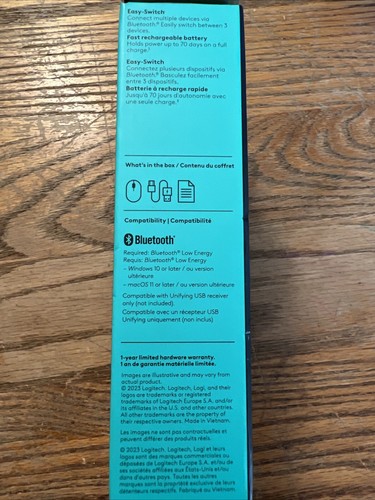 Easy-Switch
Connect multiple devices via
Bluetooth.® Easily switch between 3
devices.
Fast rechargeable battery
Holds power up to 70 days on a full
charge.¹
Easy-Switch
Connectez plusieurs dispositifs via
Bluetooth.® Basculez facilement
entre 3 dispositifs.
Batterie à recharge rapide
Jusqu'à 70 jours d'autonomie avec
une seule charge.¹
What's in the box / Contenu du coffret
Compatibility | Compatibilité
Bluetooth®
Required: Bluetooth® Low Energy
Requis: Bluetooth® Low Energy
– Windows 10 or later / ou version
ultérieure
– macOS 11 or later / ou version ultérieure
Compatible with Unifying USB receiver
only (not included).
Compatible avec un récepteur USB
Unifying uniquement (non inclus).
1-year limited hardware warranty.
1 an de garantie matérielle limitée.
Images are illustrative and may vary from
actual product.
© 2023 Logitech. Logitech, Logi, and their
logos are trademarks or registered
trademarks of Logitech Europe S.A. and/or
its affiliates in the U.S. and other countries.
All other trademarks are the property of
their respective owners. Made in Vietnam.
Les images ne sont pas contractuelles et
peuvent différer des produits réels.
© 2023 Logitech. Logitech, Logi et leurs
logos sont des marques commerciales ou
déposées de Logitech Europe S.A. et/ou de
ses sociétés affiliées aux États-Unis et
dans d'autres pays. Toutes les autres
marques sont la propriété exclusive de leurs
détenteurs respectifs. Fabriqué au Vietnam.